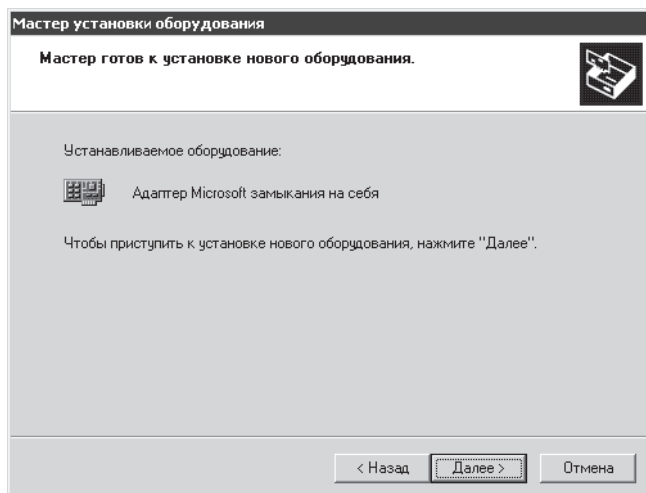 Мастер установки оборудования
Мастер готов к установке нового оборудования.
Устанавливаемое оборудование:
Адаптер Microsoft замыкания на себя
Чтобы приступить к установке нового оборудования, нажмите "Далее".
< Назад
Далее >
Отмена